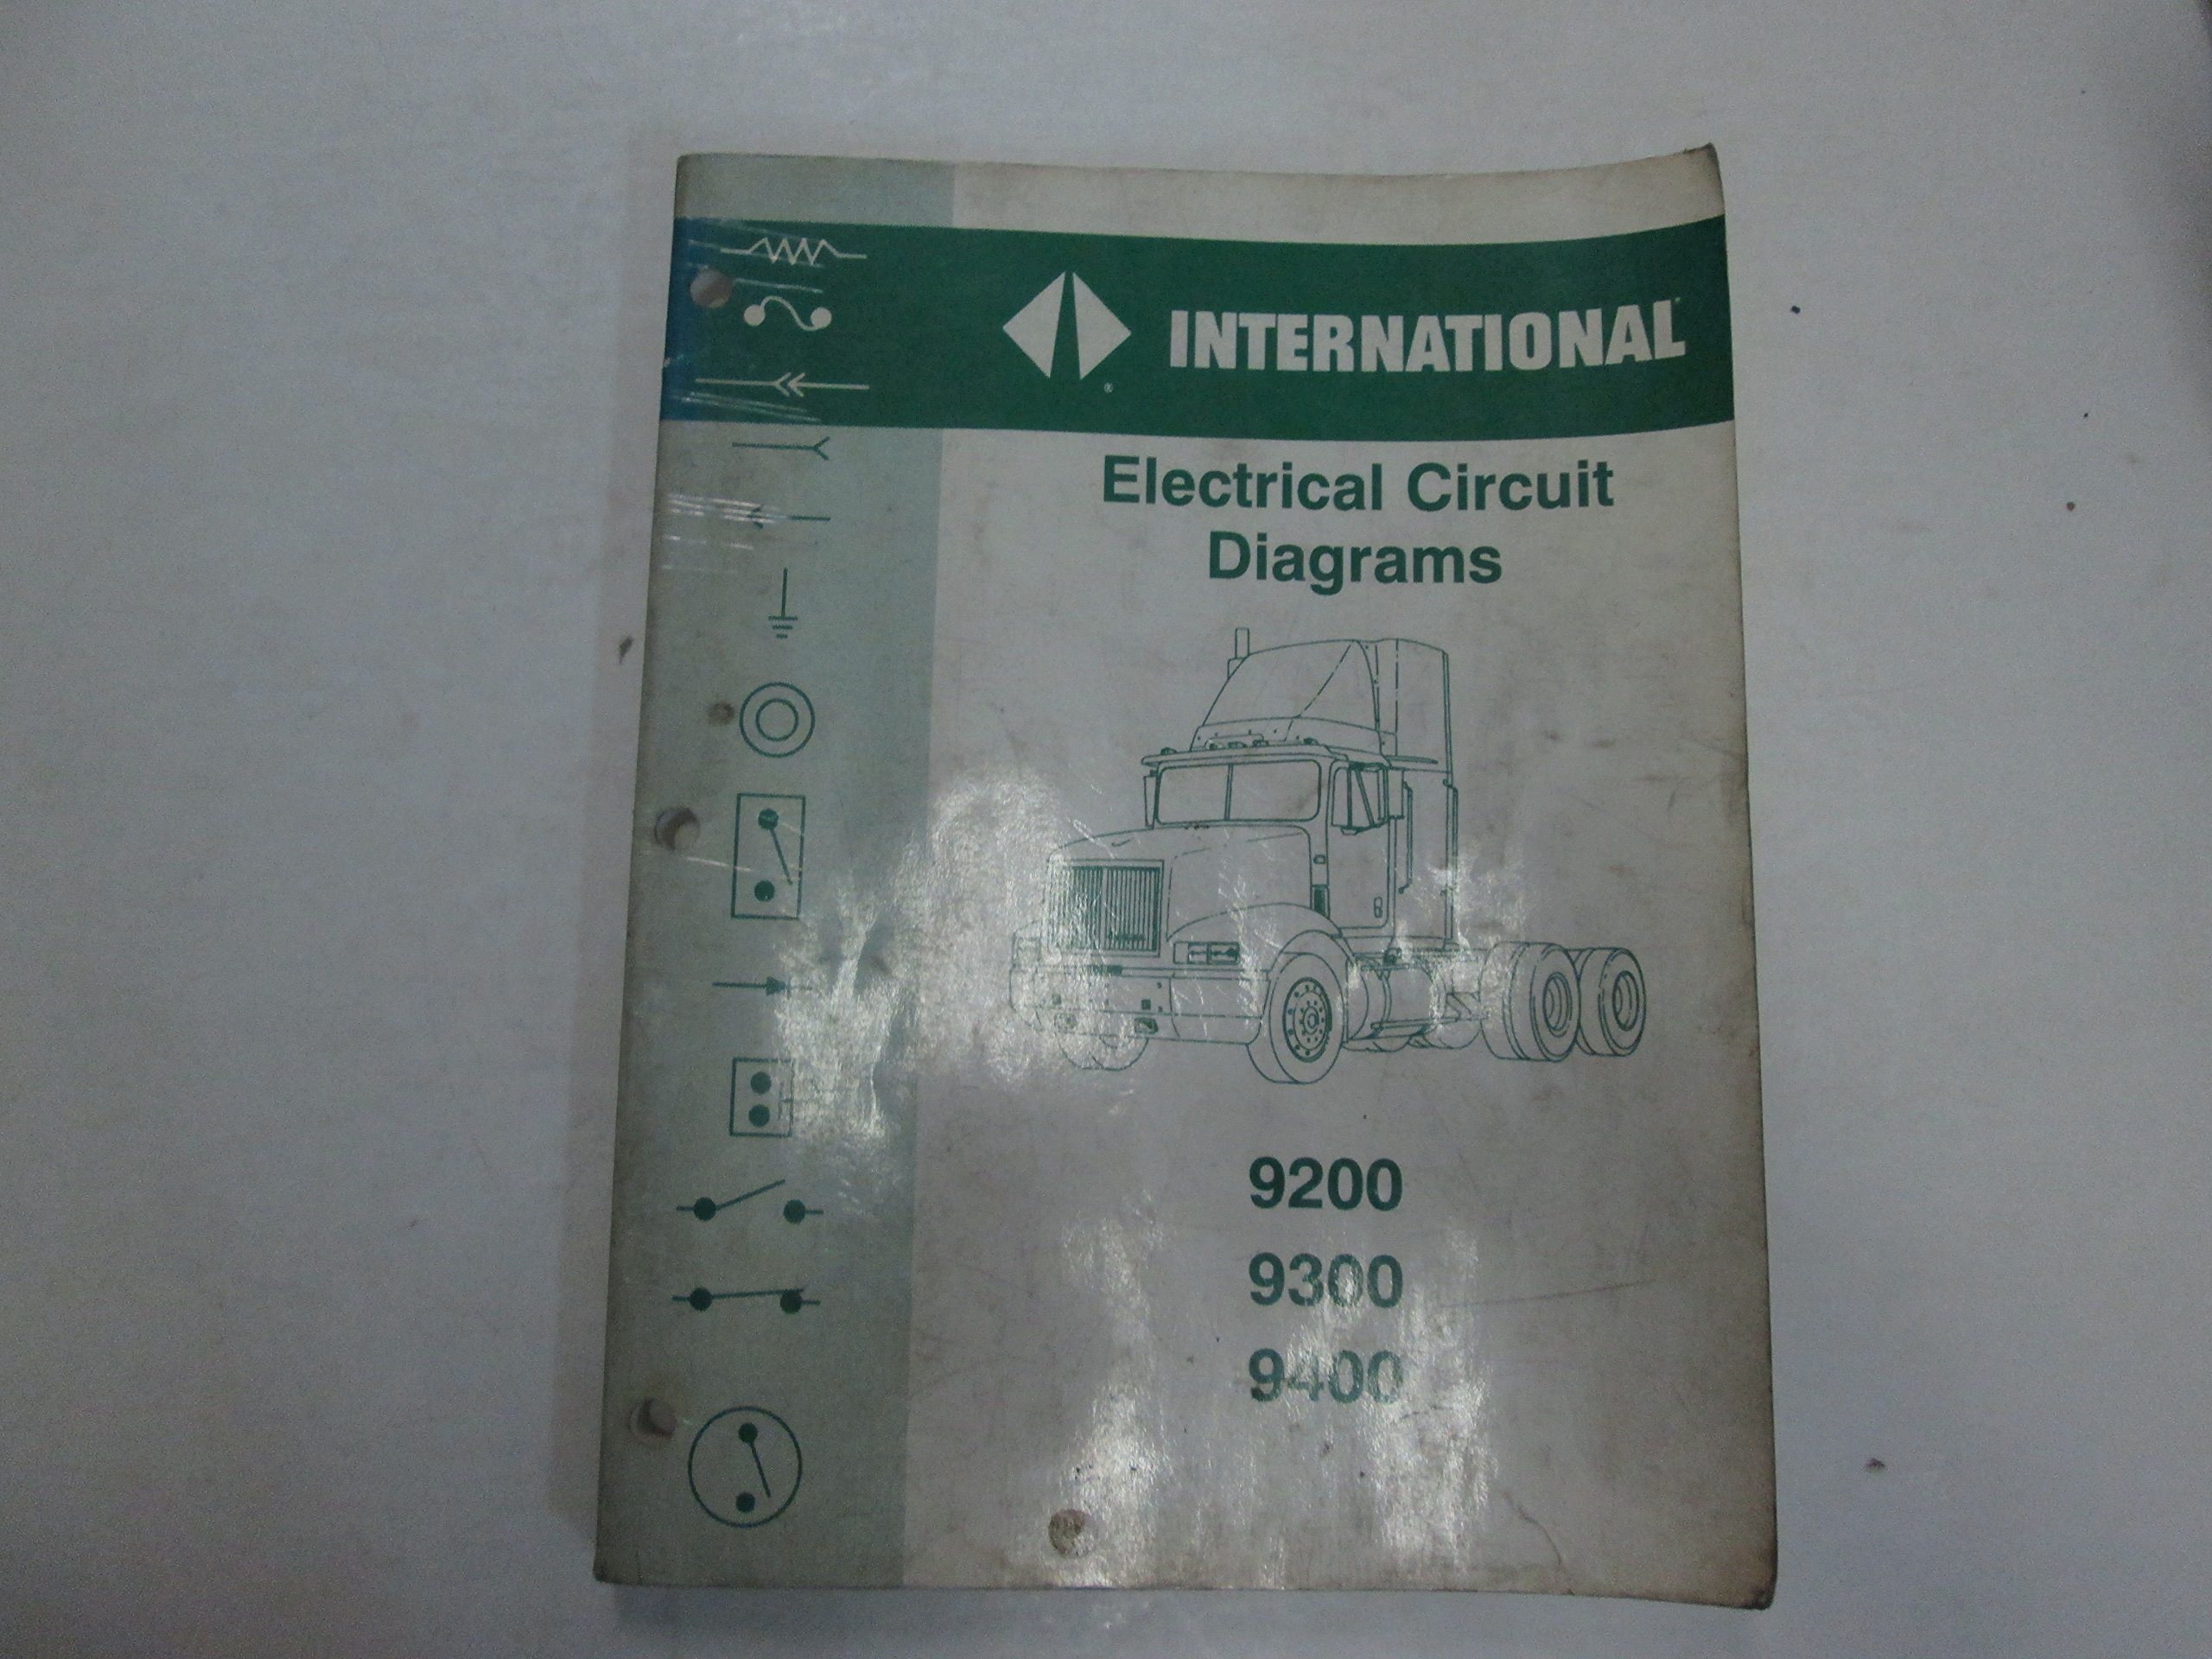 INTERNATIONAL
®
Electrical Circuit
Diagrams
9200
9300
9400